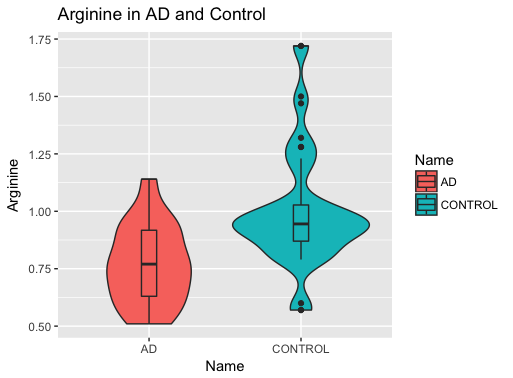 Arginine in AD and Control
1.75
1.50
1.25
1.00
0.75
0.50
Arginine
AD
CONTROL
Name
Name
AD
CONTROL